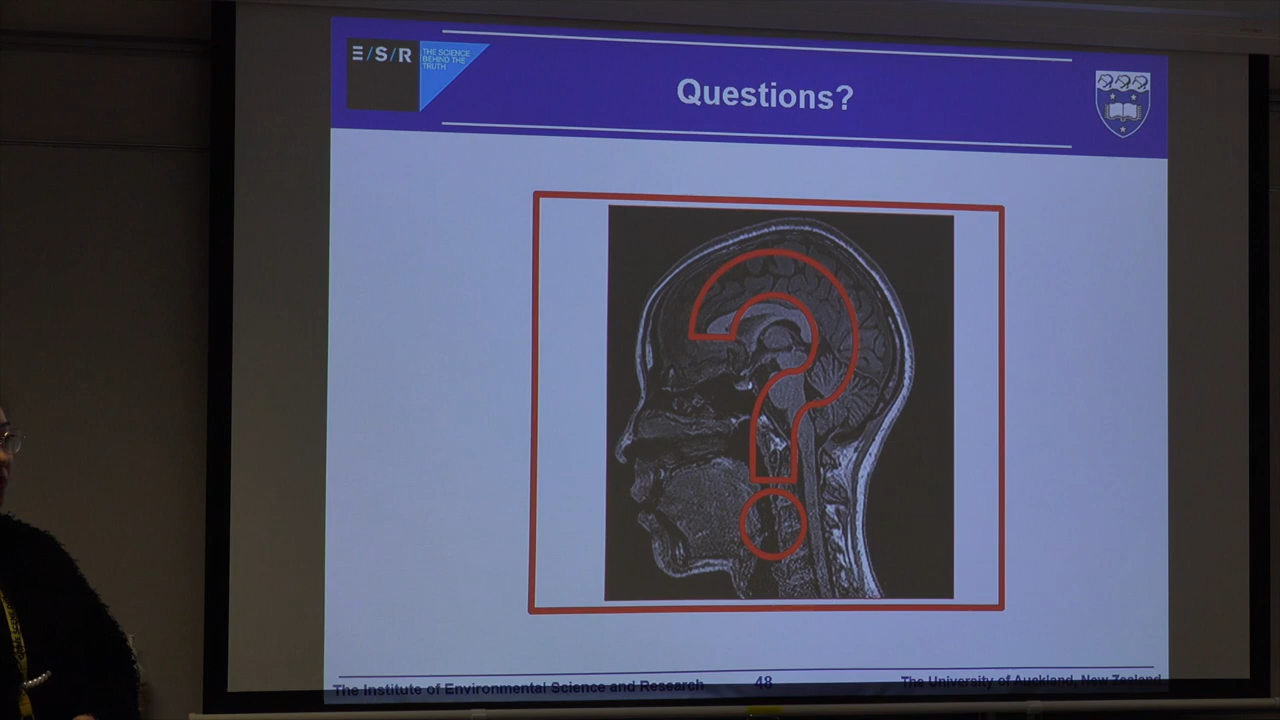 E/S/R
THE SCIENCE
BEHIND THE
TRUTH
Questions?
The Institute of Environmental Science and Research
48
The University of Auckland, New Zealand